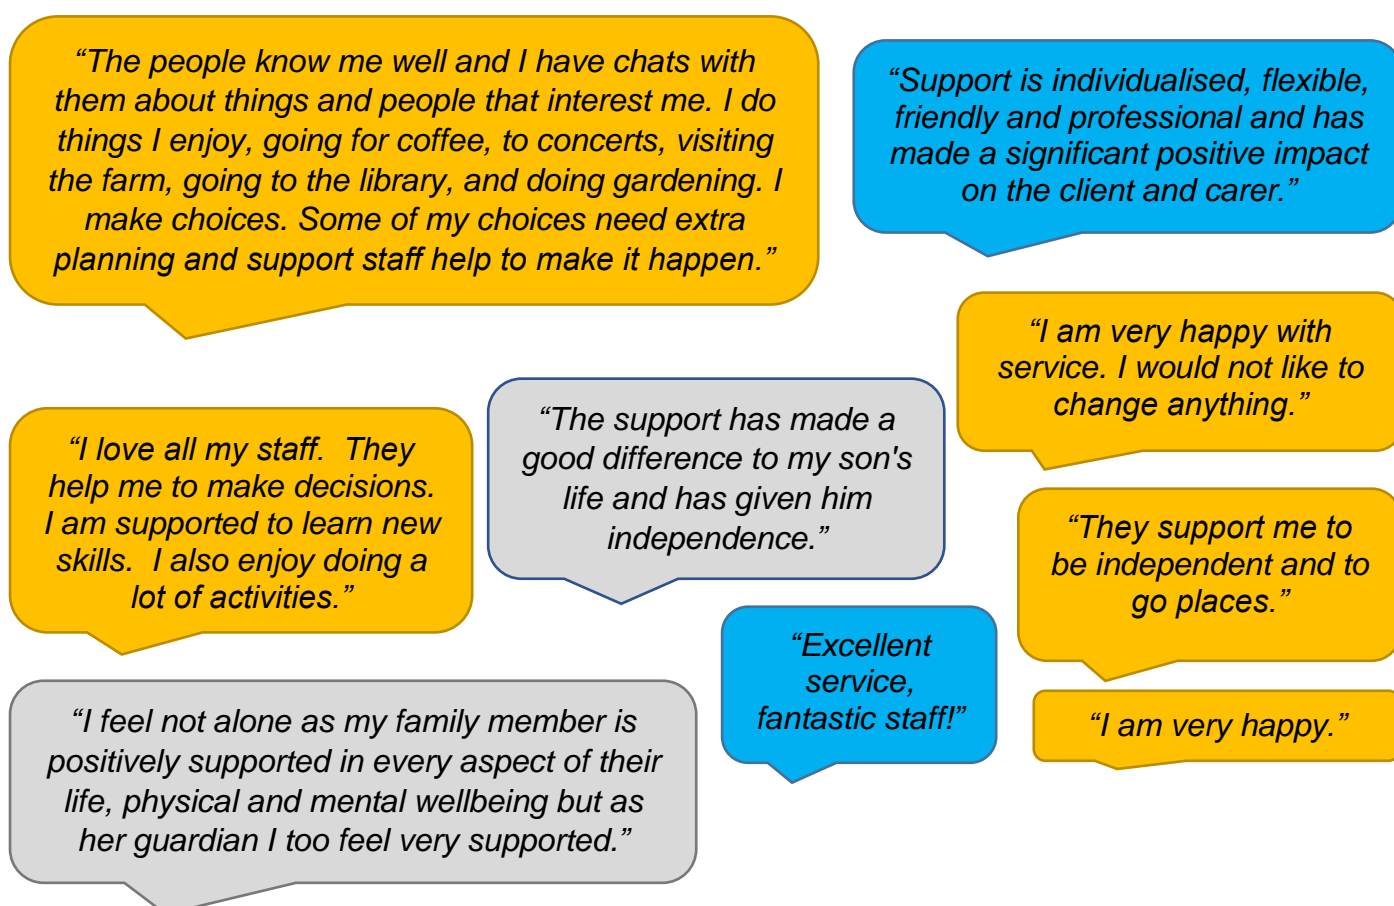 “The people know me well and I have chats with
them about things and people that interest me. I do
things I enjoy, going for coffee, to concerts, visiting
the farm, going to the library, and doing gardening. I
make choices. Some of my choices need extra
planning and support staff help to make it happen.”
“Support is individualised, flexible,
friendly and professional and has
made a significant positive impact
on the client and carer.”
“I am very happy with
service. I would not like to
change anything.”
“The support has made a
good difference to my son's
life and has given him
independence.”
“I love all my staff.  They
help me to make decisions.
I am supported to learn new
skills.  I also enjoy doing a
lot of activities.”
“They support me to
be independent and to
go places.”
“Excellent
service,
fantastic staff!”
“I am very happy.”
“I feel not alone as my family member is
positively supported in every aspect of their
life, physical and mental wellbeing but as
her guardian I too feel very supported.”